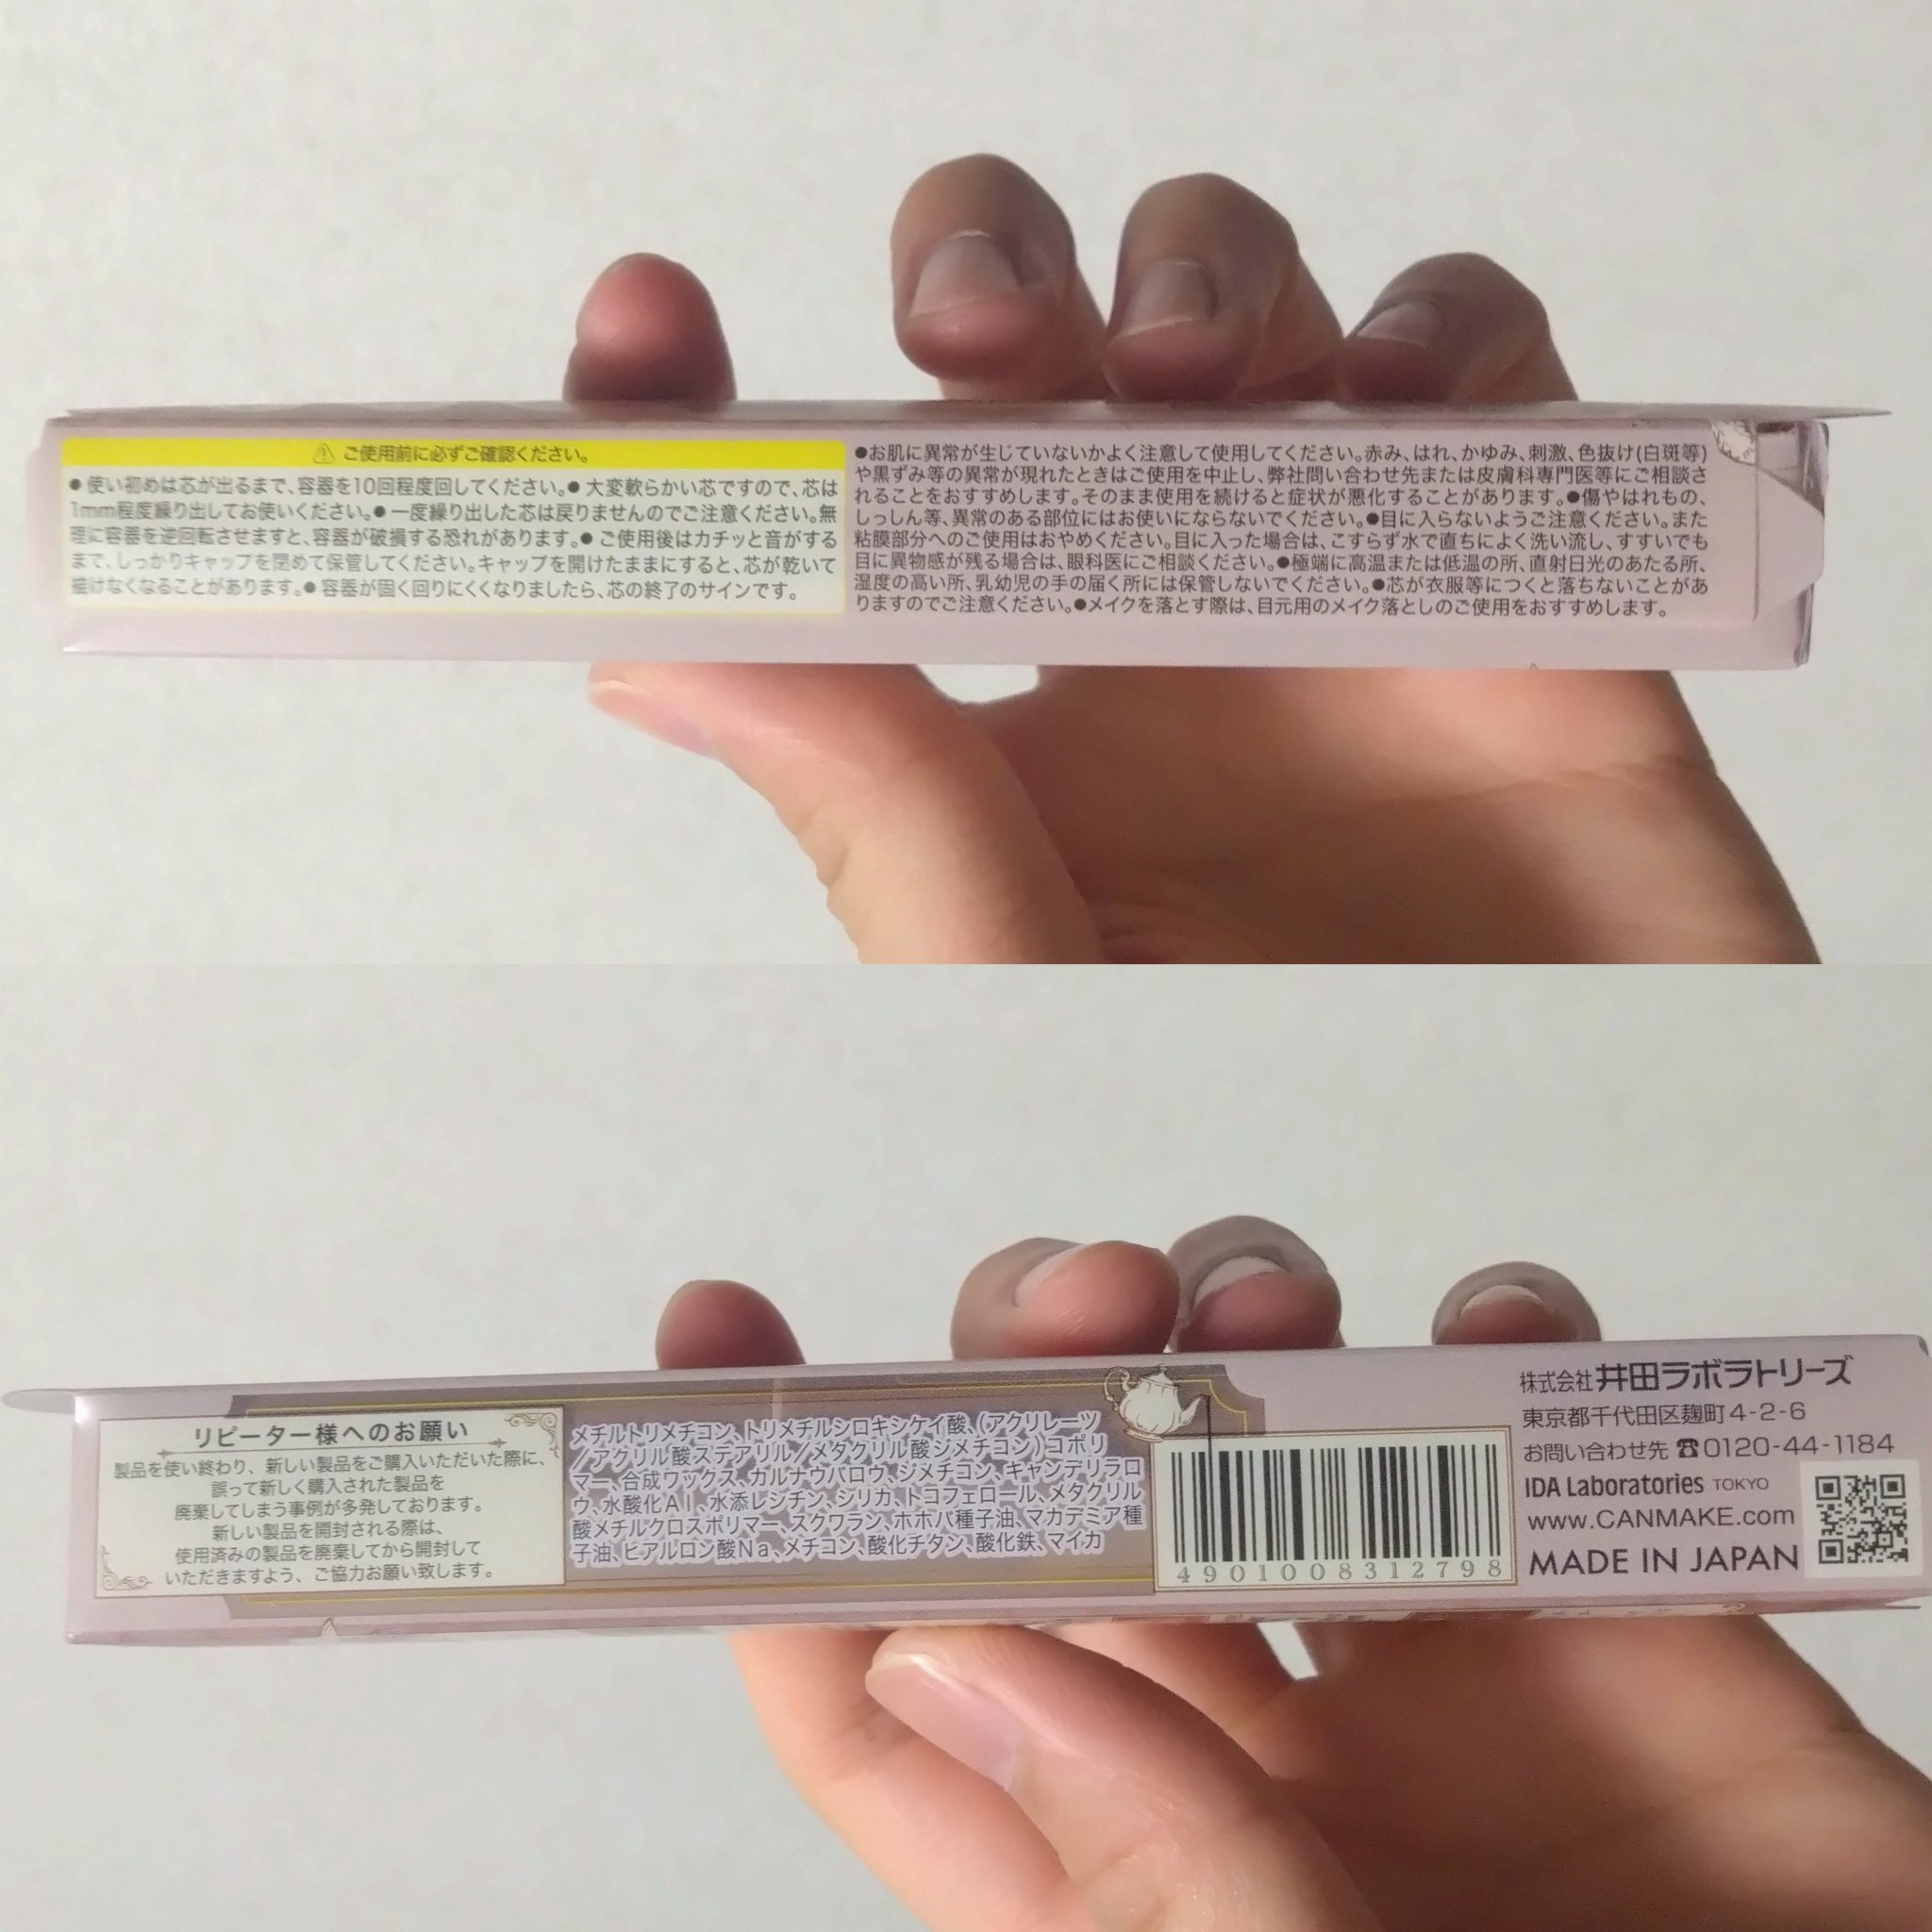 ご使用前に必ずご確認ください。
●使い初めは芯が出るまで、容器を10回程度回してください。●大変軟らかい芯ですので、芯は
1mm程度繰り出してお使いください。●一度繰り出した芯は戻りませんのでご注意ください。無
理に容器を逆回転させますと、容器が破損する恐れがあります。●ご使用後はカチッと音がする
まで、しっかりキャップを閉めて保管してください。キャップを開けたままにすると、芯が乾いて
描けなくなることがあります。●容器が固く回りにくくなりましたら、芯の終了のサインです。
●お肌に異常が生じていないかよく注意して使用してください。赤み、はれ、かゆみ、刺激、色抜け(白斑等)
や黒ずみ等の異常が現れたときはご使用を中止し、弊社問い合わせ先または皮膚科専門医等にご相談さ
れることをおすすめします。そのまま使用を続けると症状が悪化することがあります。●傷やはれもの、
しっしん等、異常のある部位にはお使いにならないでください。●目に入らないようご注意ください。また
粘膜部分へのご使用はおやめください。目に入った場合は、こすらず水で直ちによく洗い流し、すすいでも
目に異物感が残る場合は、眼科医にご相談ください。●極端に高温または低温の所、直射日光のあたる所、
湿度の高い所、乳幼児の手の届く所には保管しないでください。●芯が衣服等につくと落ちないことがあ
りますのでご注意ください。●メイクを落とす際は、目元用のメイク落としのご使用をおすすめします。
リピーター様へのお願い
製品を使い終わり、新しい製品をご購入いただいた際に、
誤って新しく購入された製品を
廃棄してしまう事例が多発しております。
新しい製品を開封される際は、
使用済みの製品を廃棄してから開封して
いただきますよう、ご協力お願い致します。
メチルトリメチコン、トリメチルシロキシケイ酸、(アクリレーツ
/アクリル酸ステアリル/メタクリル酸ジメチコン)コポリ
マー、合成ワックス、カルナウバロウ、ジメチコン、キャンデリラロ
ウ、水酸化Al、水添レシチン、シリカ、トコフェロール、メタクリル
酸メチルクロスポリマー、スクワラン、ホホバ種子油、マカデミア種
子油、ヒアルロン酸Na、メチコン、酸化チタン、酸化鉄、マイカ
4901008312798
株式会社井田ラボラトリーズ
東京都千代田区麹町4-2-6
お問い合わせ先 ☎0120-44-1184
IDA Laboratories TOKYO
www.CANMAKE.com
MADE IN JAPAN